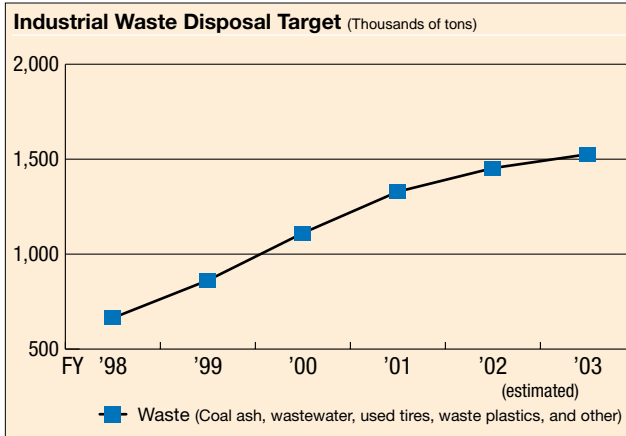 Industrial Waste Disposal Target (Thousands of tons)
2,000
1,500
1,000
500
FY ’98 ’99 ’00 ’01 ’02 ’03
(estimated)
Waste (Coal ash, wastewater, used tires, waste plastics, and other)